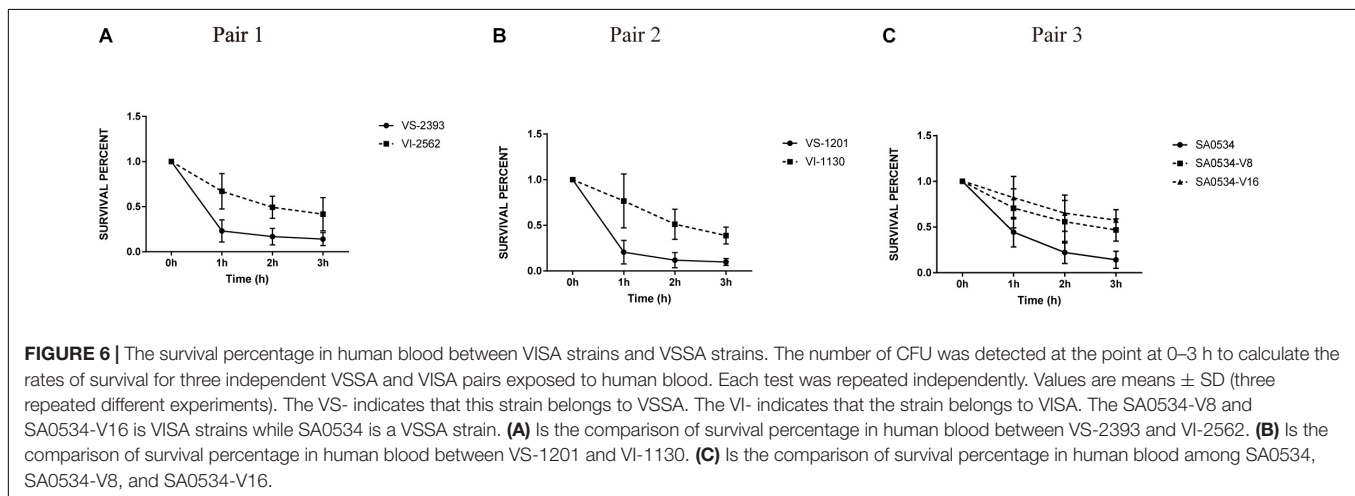 A Pair 1
B Pair 2
C Pair 3
SURVIVAL PERCENT
1.5
1.0
0.5
0.0
0h 1h 2h 3h
Time (h)
VS-2393
VI-2562
SURVIVAL PERCENT
1.5
1.0
0.5
0.0
0h 1h 2h 3h
Time (h)
VS-1201
VI-1130
SURVIVAL PERCENT
1.5
1.0
0.5
0.0
0h 1h 2h 3h
Time (h)
SA0534
SA0534-V8
SA0534-V16
FIGURE 6 | The survival percentage in human blood between VISA strains and VSSA strains. The number of CFU was detected at the point at 0–3 h to calculate the
rates of survival for three independent VSSA and VISA pairs exposed to human blood. Each test was repeated independently. Values are means ± SD (three
repeated different experiments). The VS- indicates that this strain belongs to VSSA. The VI- indicates that the strain belongs to VISA. The SA0534-V8 and
SA0534-V16 is VISA strains while SA0534 is a VSSA strain. (A) Is the comparison of survival percentage in human blood between VS-2393 and VI-2562. (B) Is the
comparison of survival percentage in human blood between VS-1201 and VI-1130. (C) Is the comparison of survival percentage in human blood among SA0534,
SA0534-V8, and SA0534-V16.